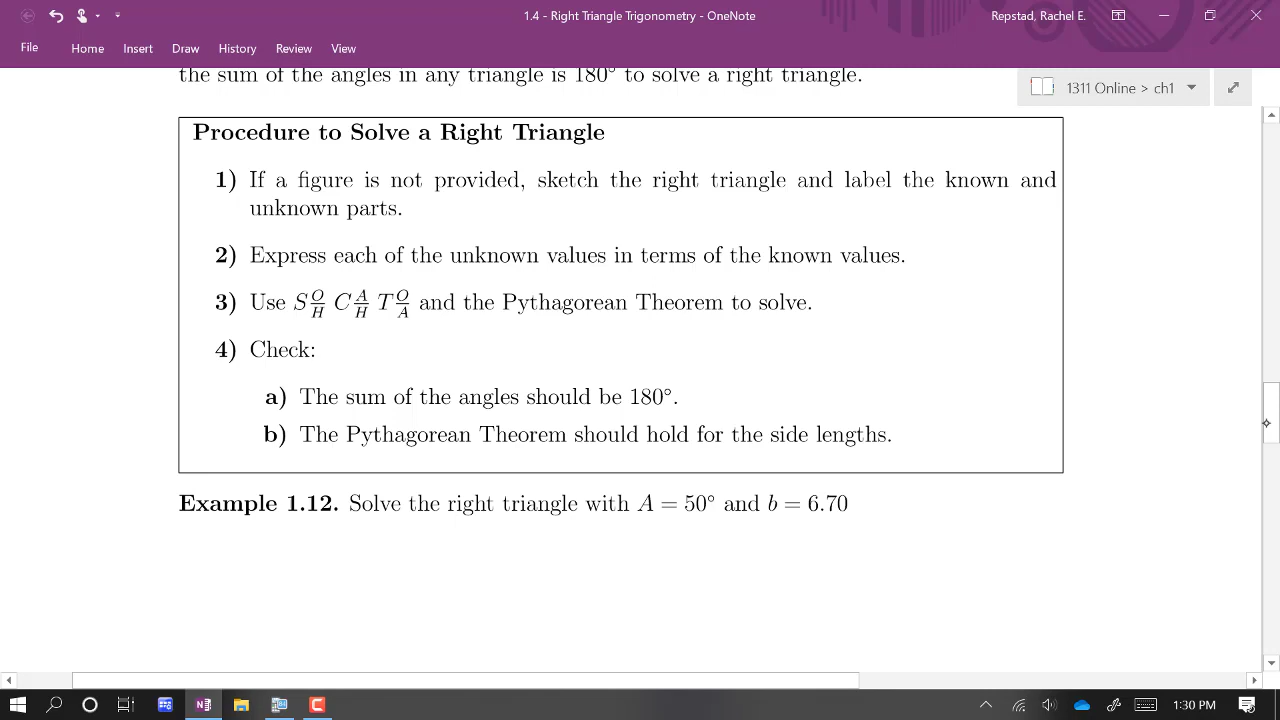 1.4 - Right Triangle Trigonometry - OneNote
Repstad, Rachel E.
File Home Insert Draw History Review View
the sum of the angles in any triangle is 180° to solve a right triangle.
1311 Online > ch1
Procedure to Solve a Right Triangle
1) If a figure is not provided, sketch the right triangle and label the known and
unknown parts.
2) Express each of the unknown values in terms of the known values.
3) Use S O/H C A/H T O/A and the Pythagorean Theorem to solve.
4) Check:
a) The sum of the angles should be 180°.
b) The Pythagorean Theorem should hold for the side lengths.
Example 1.12. Solve the right triangle with A = 50° and b = 6.70
1:30 PM